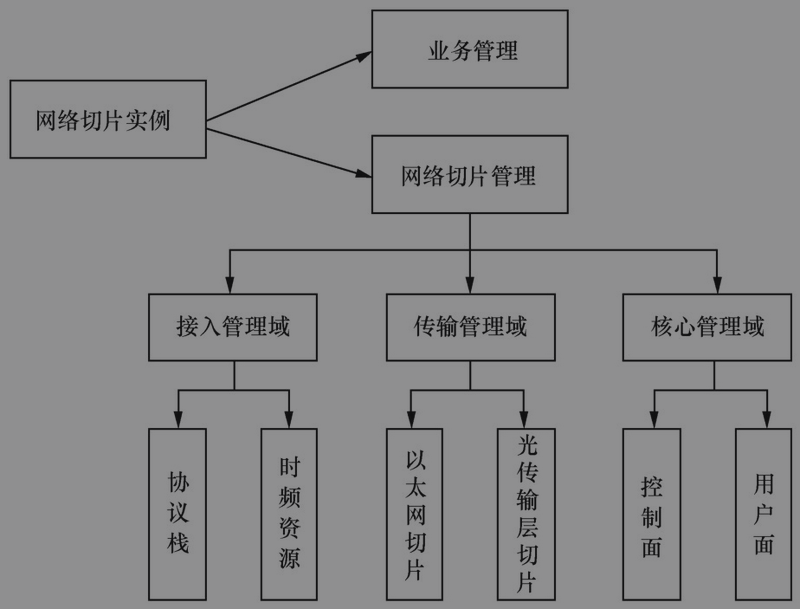 业务管理
网络切片实例
网络切片管理
接入管理域
传输管理域
核心管理域
协议栈
时频资源
以太网切片
光传输层切片
控制面
用户面